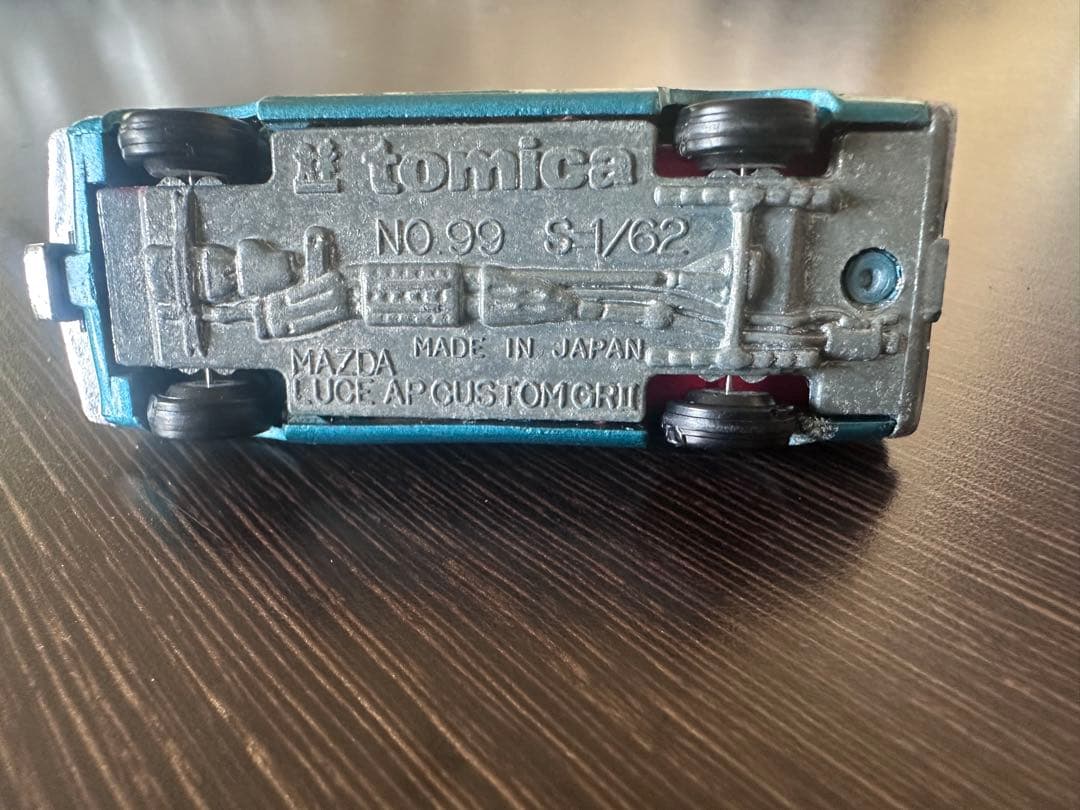 tomica
NO.99 S-1/62
MADE IN JAPAN
MAZDA
LUCE AP CUSTOM GRII